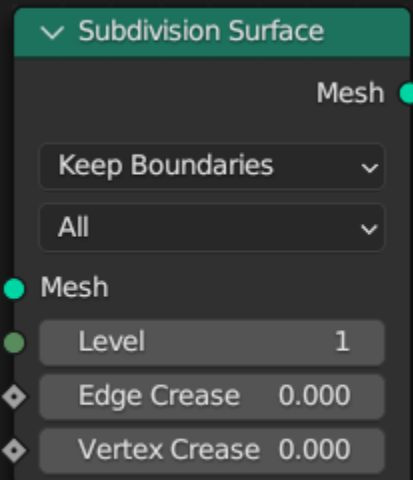 Subdivision Surface
Mesh
Keep Boundaries
All
Mesh
Level 1
Edge Crease 0.000
Vertex Crease 0.000